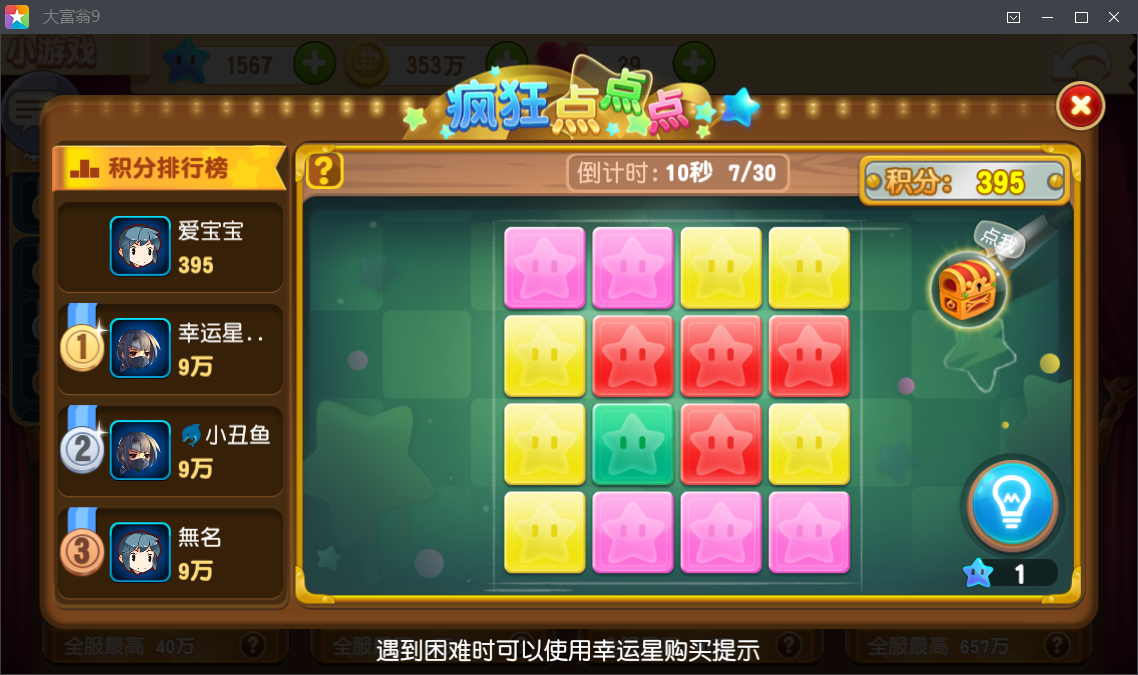 大富翁9
小游戏
1567
353万
29
疯狂点点点
积分排行榜
?
倒计时: 10秒 7/30
积分: 395
爱宝宝
395
点我
1
幸运星..
9万
2
小丑鱼
9万
3
無名
9万
1
全服最高 40万 ?
全服最高 657万 ?
遇到困难时可以使用幸运星购买提示